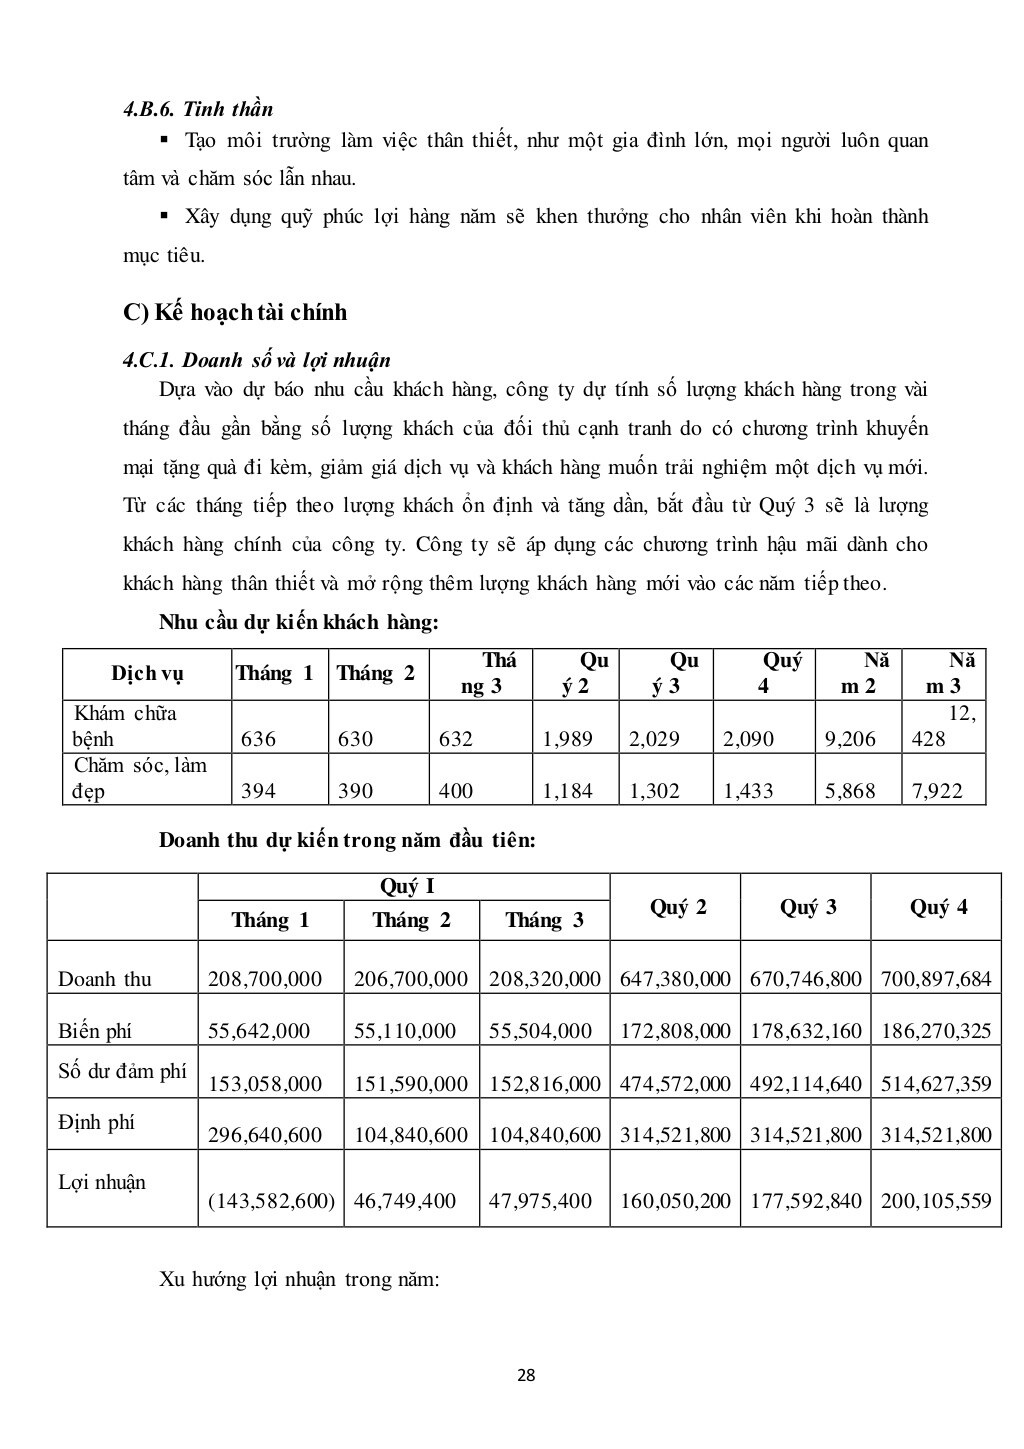 4.B.6. Tinh thần
▪ Tạo môi trường làm việc thân thiết, như một gia đình lớn, mọi người luôn quan
tâm và chăm sóc lẫn nhau.
▪ Xây dụng quỹ phúc lợi hàng năm sẽ khen thưởng cho nhân viên khi hoàn thành
mục tiêu.
C) Kế hoạch tài chính
4.C.1. Doanh số và lợi nhuận
Dựa vào dự báo nhu cầu khách hàng, công ty dự tính số lượng khách hàng trong vài
tháng đầu gần bằng số lượng khách của đối thủ cạnh tranh do có chương trình khuyến
mại tặng quà đi kèm, giảm giá dịch vụ và khách hàng muốn trải nghiệm một dịch vụ mới.
Từ các tháng tiếp theo lượng khách ổn định và tăng dần, bắt đầu từ Quý 3 sẽ là lượng
khách hàng chính của công ty. Công ty sẽ áp dụng các chương trình hậu mãi dành cho
khách hàng thân thiết và mở rộng thêm lượng khách hàng mới vào các năm tiếp theo.
Nhu cầu dự kiến khách hàng:
Dịch vụ Tháng 1 Tháng 2 Thá Qu Qu Quý Nă Nă
ng 3 ý 2 ý 3 4 m 2 m 3
Khám chữa 12,
bệnh 636 630 632 1,989 2,029 2,090 9,206 428
Chăm sóc, làm
đẹp 394 390 400 1,184 1,302 1,433 5,868 7,922
Doanh thu dự kiến trong năm đầu tiên:
Quý I Quý 2 Quý 3 Quý 4
Tháng 1 Tháng 2 Tháng 3
Doanh thu 208,700,000 206,700,000 208,320,000 647,380,000 670,746,800 700,897,684
Biến phí 55,642,000 55,110,000 55,504,000 172,808,000 178,632,160 186,270,325
Số dư đảm phí 153,058,000 151,590,000 152,816,000 474,572,000 492,114,640 514,627,359
Định phí 296,640,600 104,840,600 104,840,600 314,521,800 314,521,800 314,521,800
Lợi nhuận (143,582,600) 46,749,400 47,975,400 160,050,200 177,592,840 200,105,559
Xu hướng lợi nhuận trong năm:
28